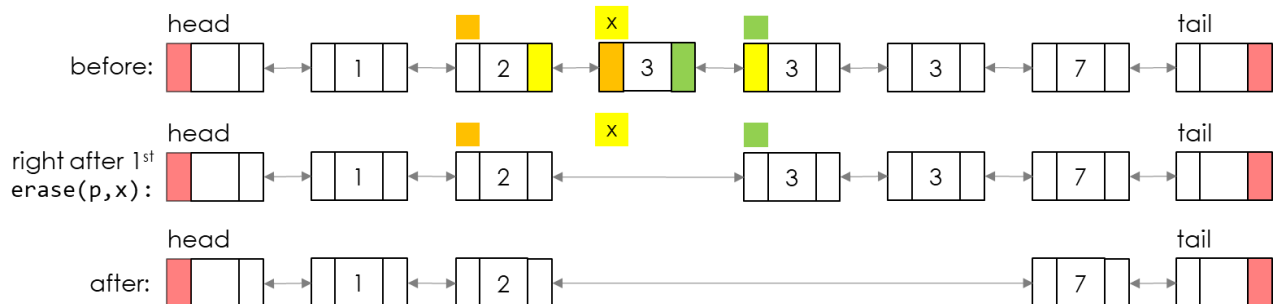 head x tail
before: 1 2 3 3 3 7
head x tail
right after 1st
erase(p,x): 1 2 3 3 7
head tail
after: 1 2 7